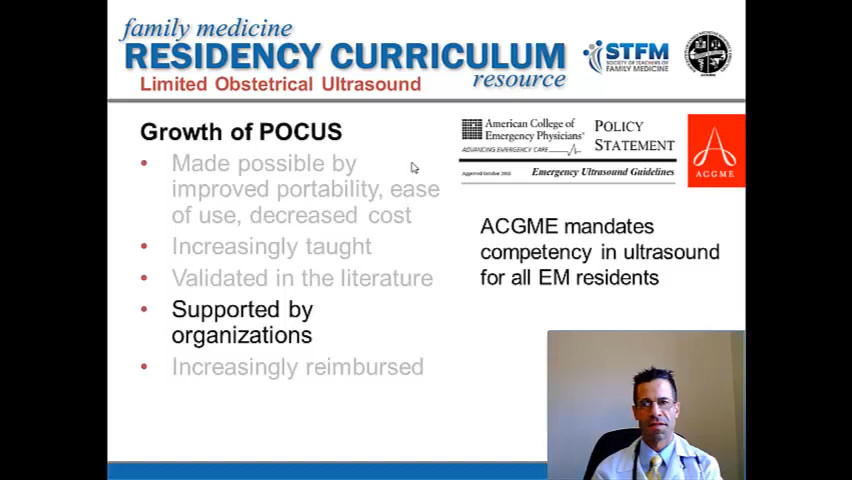 family medicine
RESIDENCY CURRICULUM
resource
Limited Obstetrical Ultrasound
STFM
SOCIETY OF TEACHERS
OF FAMILY MEDICINE
Growth of POCUS
• Made possible by
improved portability, ease
of use, decreased cost
• Increasingly taught
• Validated in the literature
• Supported by
organizations
• Increasingly reimbursed
American College of
Emergency Physicians®
ADVANCING EMERGENCY CARE
POLICY
STATEMENT
Approved October 2008
Emergency Ultrasound Guidelines
ACGME
ACGME mandates
competency in ultrasound
for all EM residents